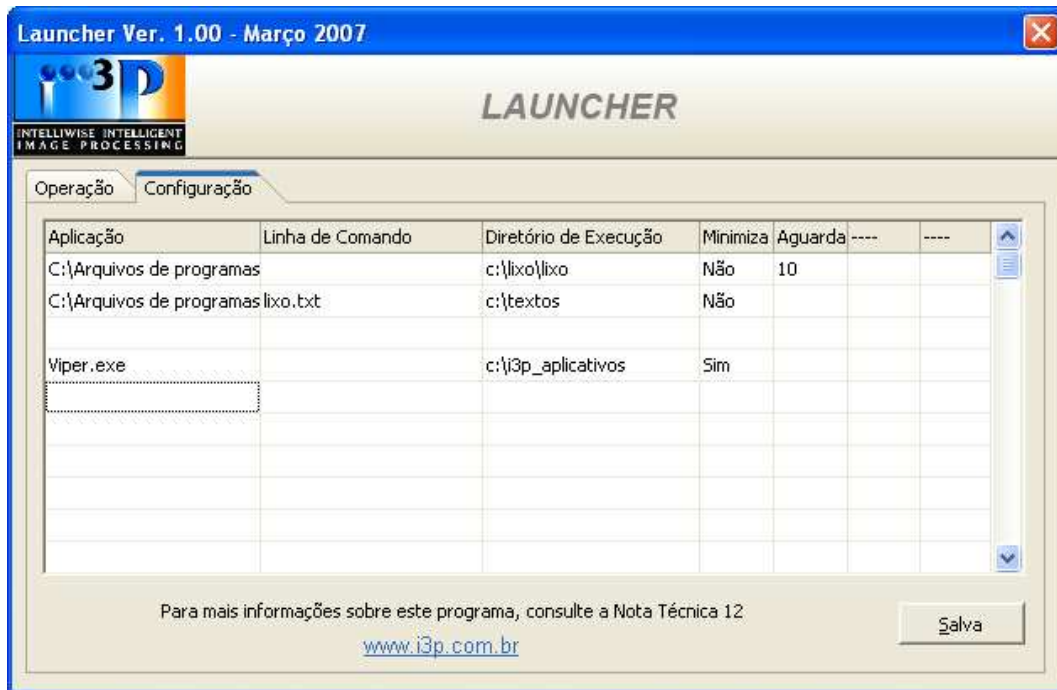 Launcher Ver. 1.00 - Março 2007
i3P
INTELLIWISE INTELLIGENT
IMAGE PROCESSING
LAUNCHER
Operação Configuração
Aplicação Linha de Comando Diretório de Execução Minimiza Aguarda ---- ----
C:\Arquivos de programas c:\lixo\lixo Não 10
C:\Arquivos de programas lixo.txt c:\textos Não
Viper.exe c:\i3p_aplicativos Sim
Para mais informações sobre este programa, consulte a Nota Técnica 12
www.i3p.com.br
Salva